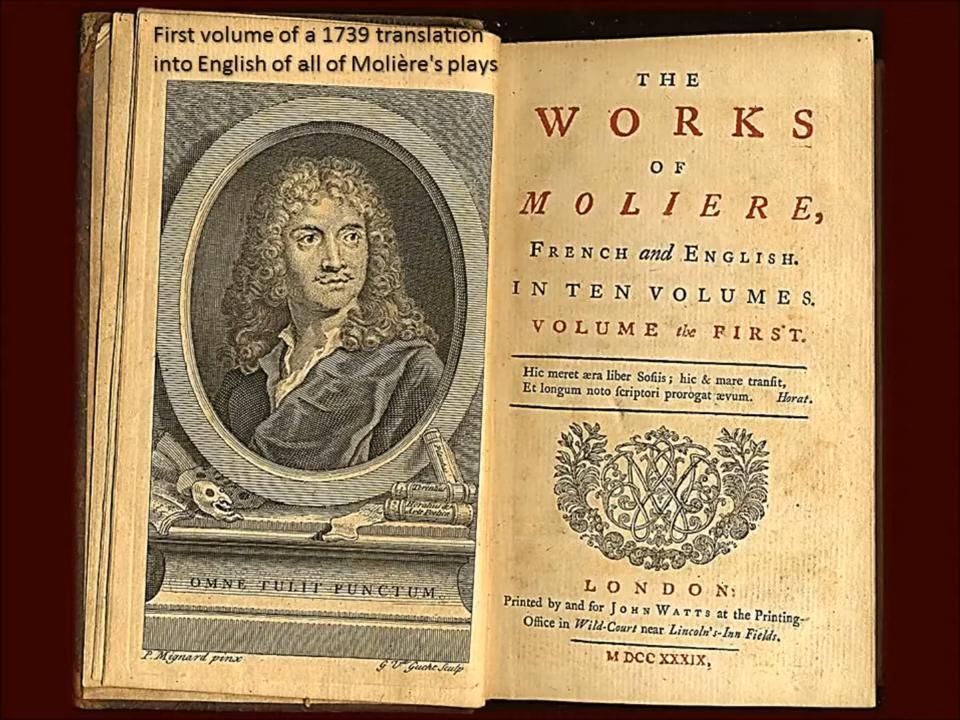 First volume of a 1739 translation
into English of all of Molière's plays
OMNE TULIT PUNCTUM.
P. Mignard pinx
G. Vr Gucht Sculp
THE
WORKS
OF
MOLIERE,
FRENCH and ENGLISH.
IN TEN VOLUMES.
VOLUME the FIRST.
Hic meret æra liber Soſiis; hic & mare tranſit,
Et longum noto ſcriptori prorogat ævum. Horat.
LONDON:
Printed by and for JOHN WATTS at the Printing-
Office in Wild-Court near Lincoln's-Inn Fields.
M DCC XXXIX,